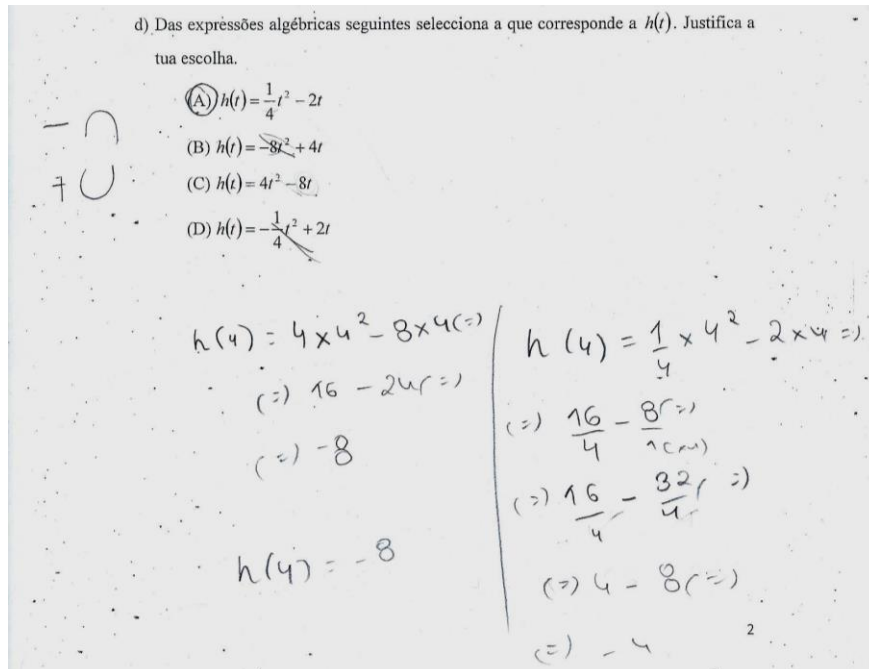 d) Das expressões algébricas seguintes selecciona a que corresponde a h(t). Justifica a
tua escolha.
(A) h(t) = 1/4 t² − 2t
(B) h(t) = −8t² + 4t
(C) h(t) = 4t² − 8t
(D) h(t) = −1/4 t² + 2t
− ∩
+ ∪
h(4) = 4 × 4² − 8 × 4 (=)
(=) 16 − 24 (=)
(=) −8
h(4) = −8
h(4) = 1/4 × 4² − 2 × 4 (=)
(=) 16/4 − 8/1 (=)
(=) 16/4 − 32/4 (=)
(=) 4 − 8 (=)
(=) − 4
2